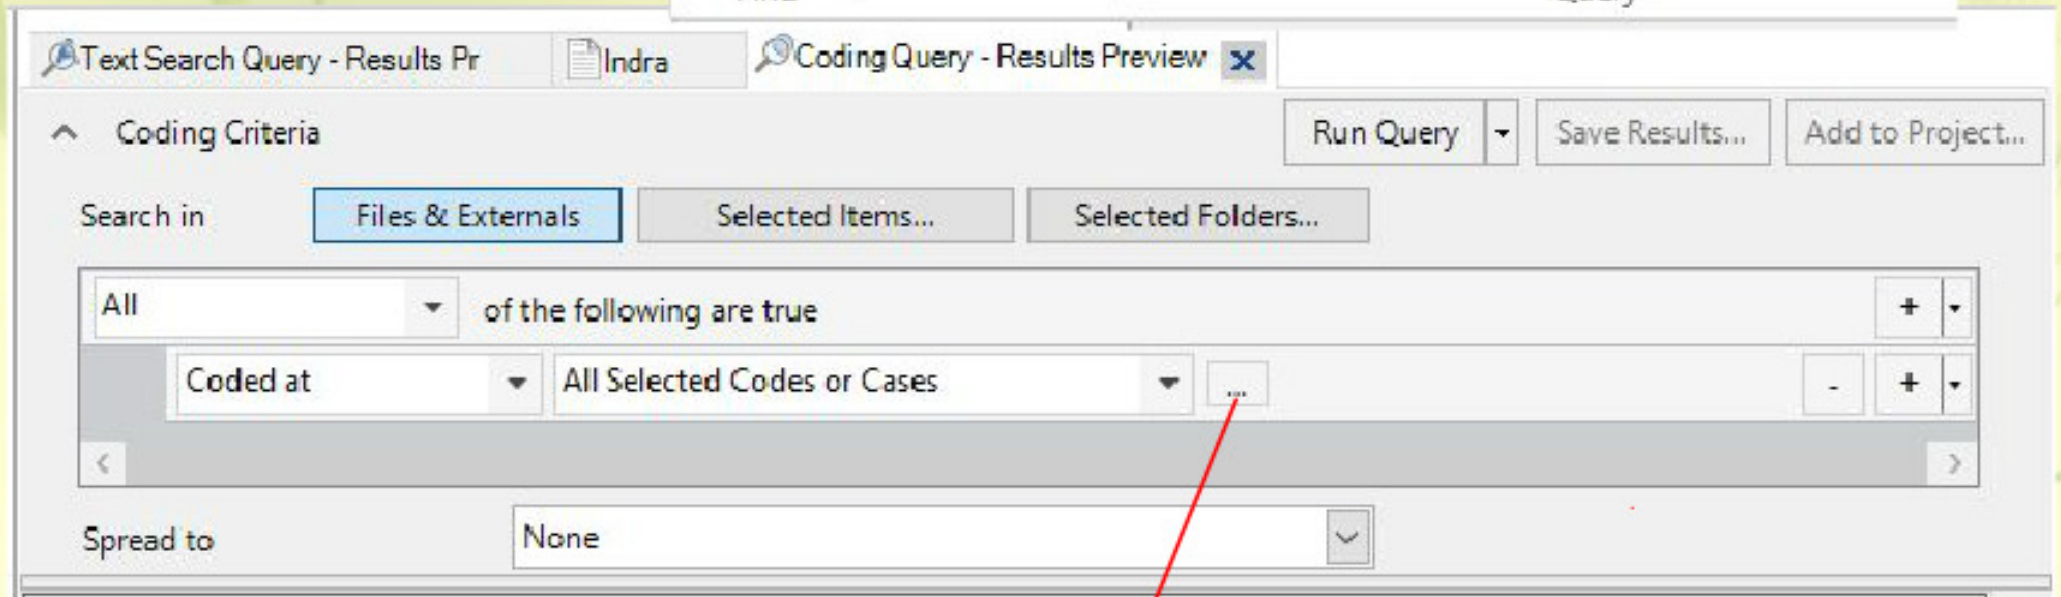 Text Search Query - Results Pr Indra Coding Query - Results Preview
Coding Criteria Run Query Save Results... Add to Project...
Search in Files & Externals Selected Items... Selected Folders...
All of the following are true + 
Coded at All Selected Codes or Cases ... - +
Spread to None